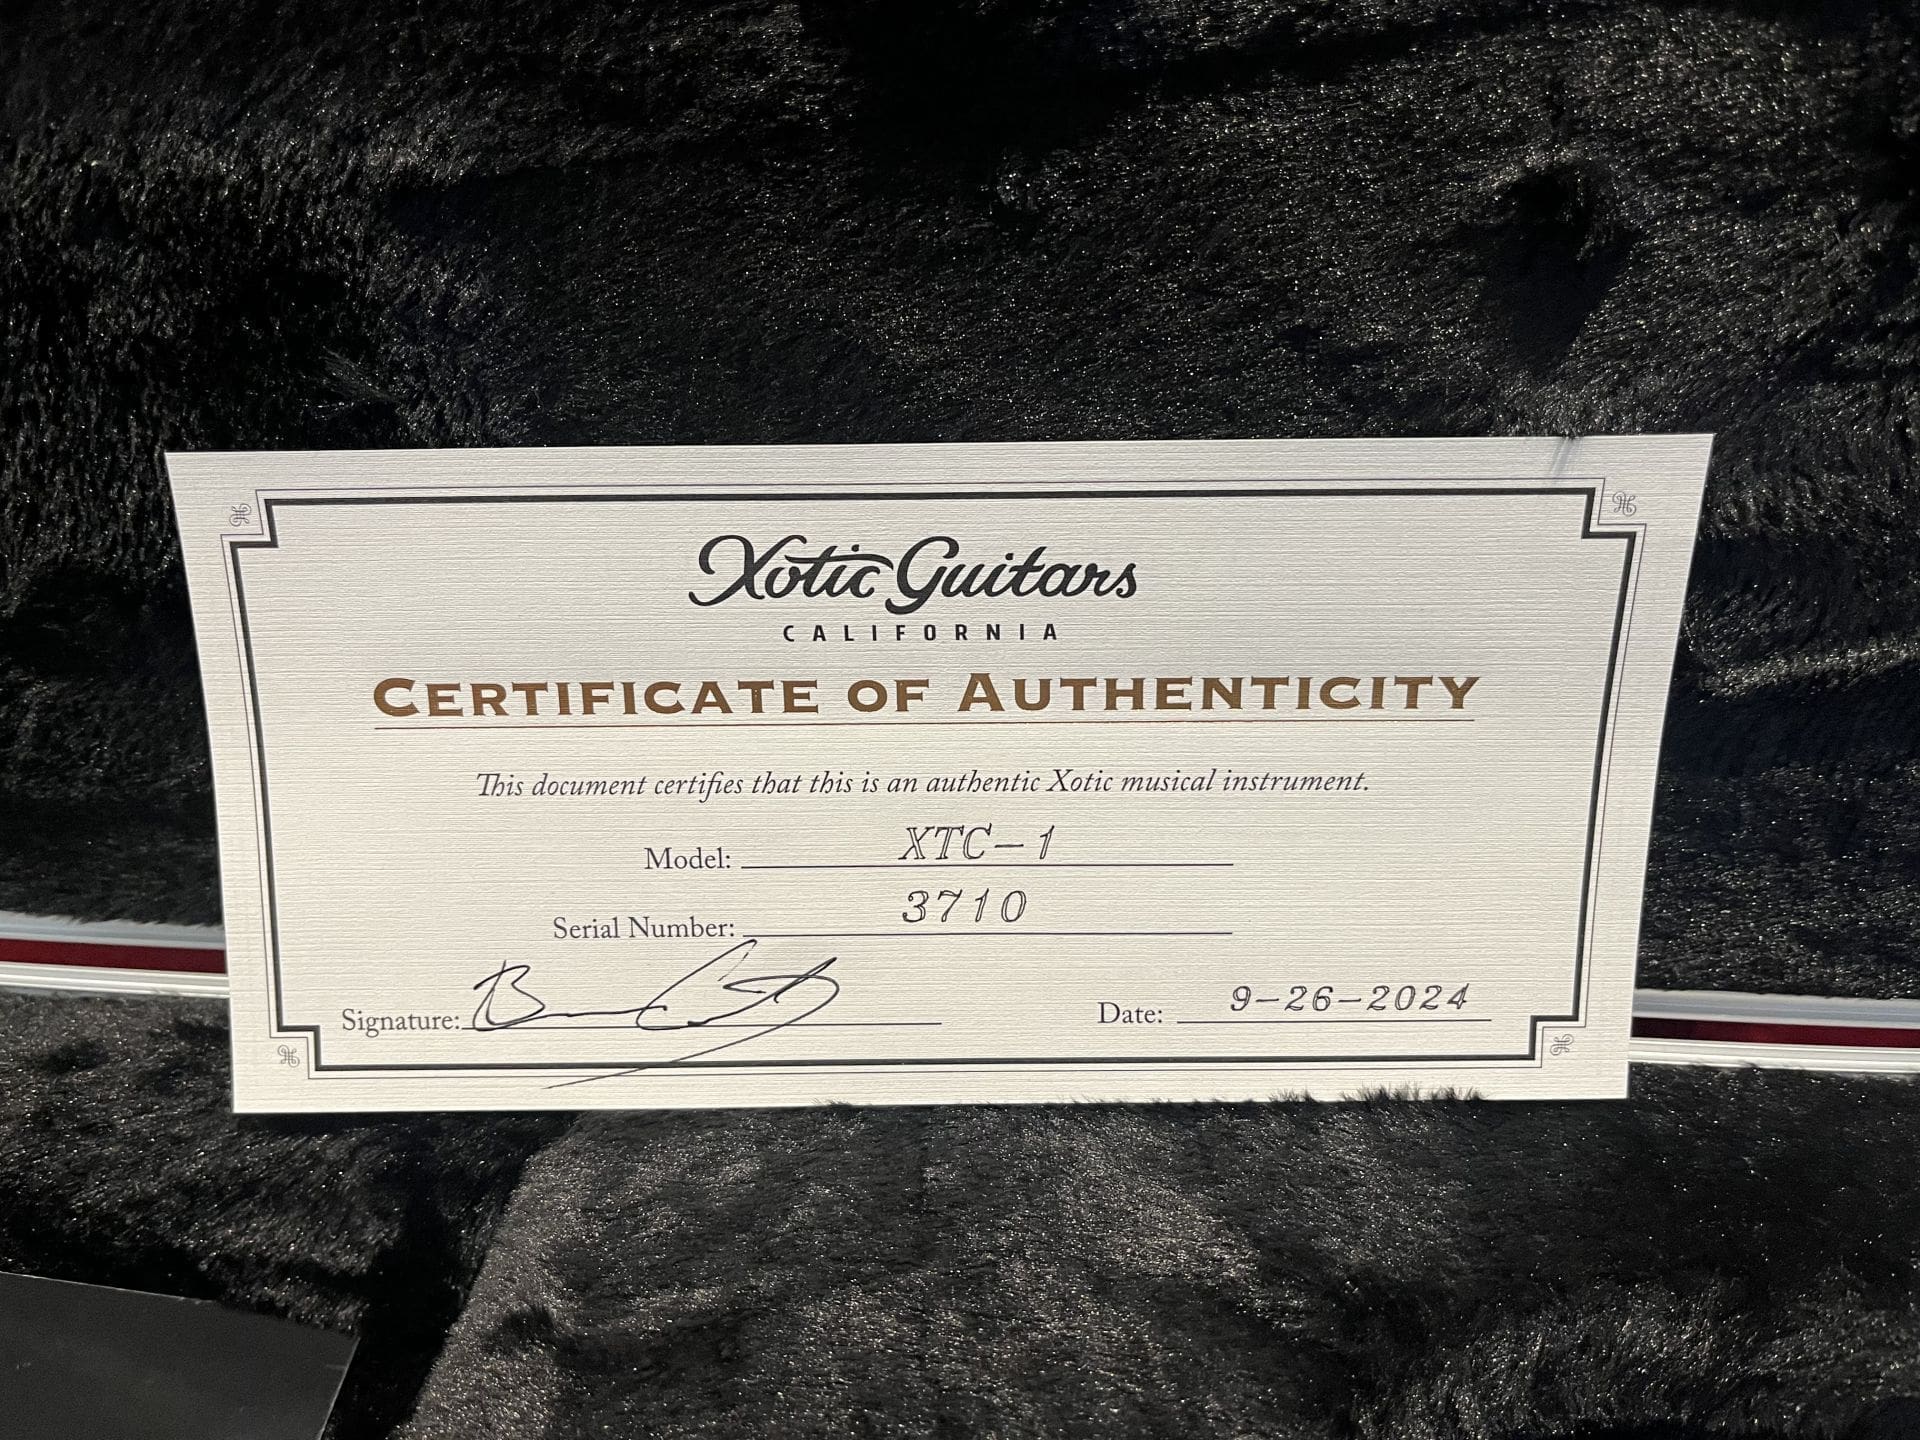 Xotic Guitars
CALIFORNIA
CERTIFICATE OF AUTHENTICITY
This document certifies that this is an authentic Xotic musical instrument.
Model: XTC-1
Serial Number: 3710
Signature:
Date: 9-26-2024